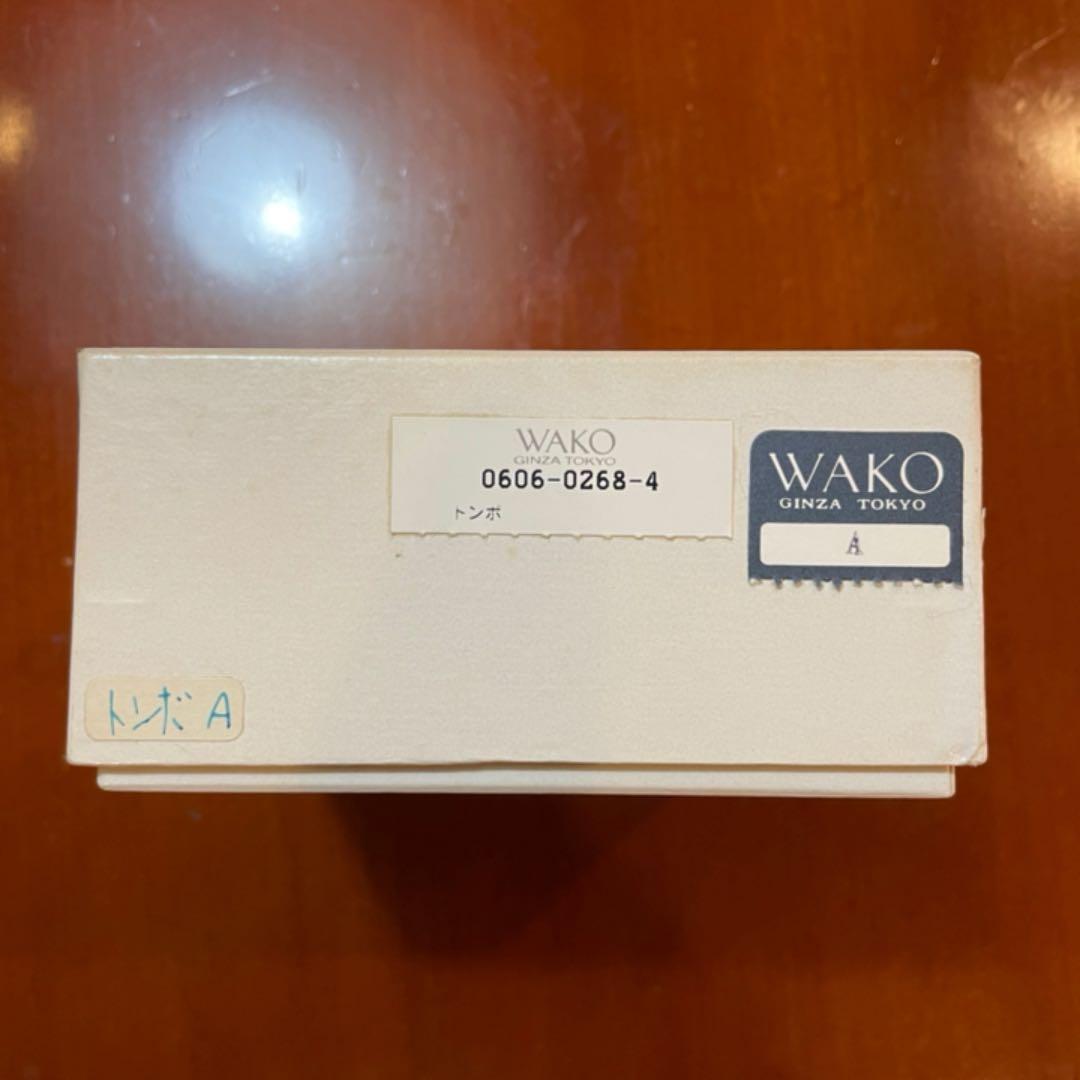 WAKO
GINZA TOKYO
0606-0268-4
トンボ
WAKO
GINZA TOKYO
A
トンボ A